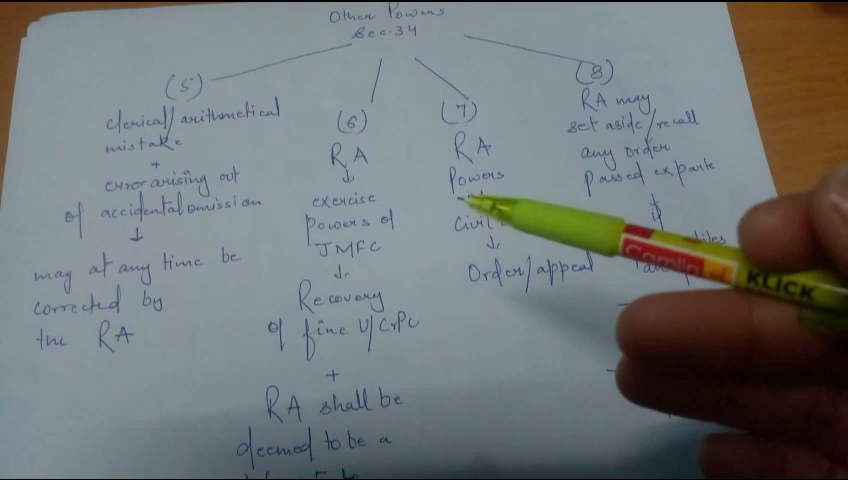 Other Powers
Sec-34
(5)
clerical/arithmetical
mistake
+
error arising out
of accidental omission
↓
may at any time be
corrected by
the RA
(6)
RA
↓
exercise
powers of
JMFC
↓
Recovery
of fine U/CrPC
+
RA shall be
deemed to be a
(7)
RA
Powers
Civil
↓
Order/appeal
(8)
RA may
set aside/recall
any order
passed exparte
↓
if
Camlin
KLICK